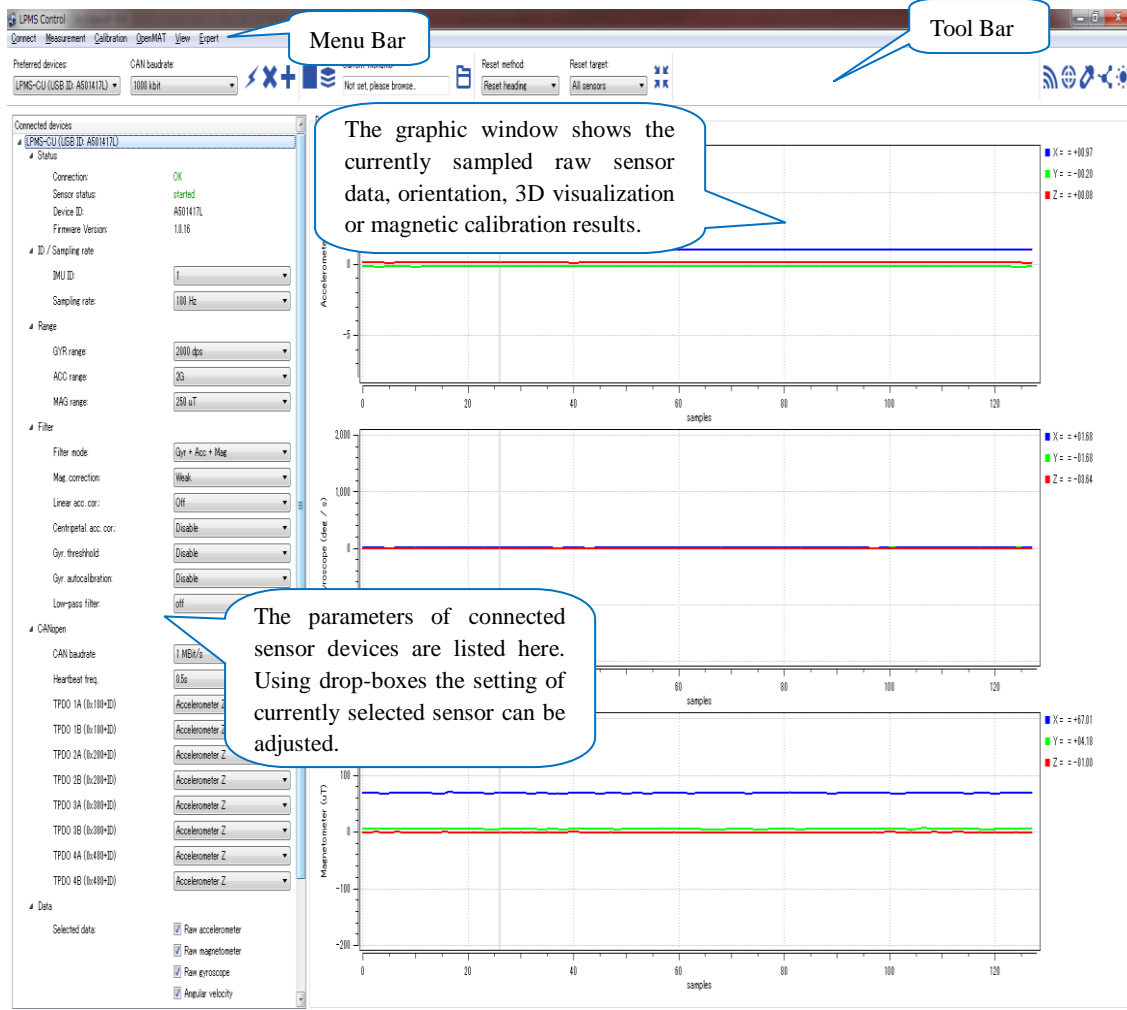 LPMS Control
Connect Measurement Calibration OpenMAT View Expert
Menu Bar
Tool Bar
Preferred devices:
CAN baudrate:
Reset method:
Reset target:
LPMS-CU (USB ID: A501417L)
1000 kbit
Not set, please browse..
Reset heading
All sensors
Connected devices
LPMS-CU (USB ID: A501417L)
Status
Connection: OK
Sensor status: started
Device ID: A501417L
Firmware Version: 1.0.16
ID / Sampling rate
IMU ID: 1
Sampling rate: 100 Hz
Range
GYR range: 2000 dps
ACC range: 2G
MAG range: 250 uT
Filter
Filter mode: Gyr + Acc + Mag
Mag. correction: Weak
Linear acc. cor.: Off
Centripetal. acc. cor.: Disable
Gyr. threshhold: Disable
Gyr. autocalibration: Disable
Low-pass filter: off
CANopen
CAN baudrate 1 MBit/s
Heartbeat freq. 0.5s
TPDO 1A (0x180+ID) Accelerometer Z
TPDO 1B (0x180+ID) Accelerometer Z
TPDO 2A (0x280+ID) Accelerometer Z
TPDO 2B (0x280+ID) Accelerometer Z
TPDO 3A (0x380+ID) Accelerometer Z
TPDO 3B (0x380+ID) Accelerometer Z
TPDO 4A (0x480+ID) Accelerometer Z
TPDO 4B (0x480+ID) Accelerometer Z
Data
Selected data: Raw accelerometer
Raw magnetometer
Raw gyroscope
Angular velocity
The graphic window shows the
currently sampled raw sensor
data, orientation, 3D visualization
or magnetic calibration results.
The parameters of connected
sensor devices are listed here.
Using drop-boxes the setting of
currently selected sensor can be
adjusted.
X = = +00.97
Y = = -00.20
Z = = +00.08
Accelerometer
0
-5
0 20 40 60 80 100 120
samples
X = = +01.68
Y = = -01.68
Z = = -03.64
2,000
1,000
0
yroscope (deg / s)
60 80 100 120
samples
X = = +67.01
Y = = +04.18
Z = = -01.00
Magnetometer (uT)
100
0
-100
-200
0 20 40 60 80 100 120
samples